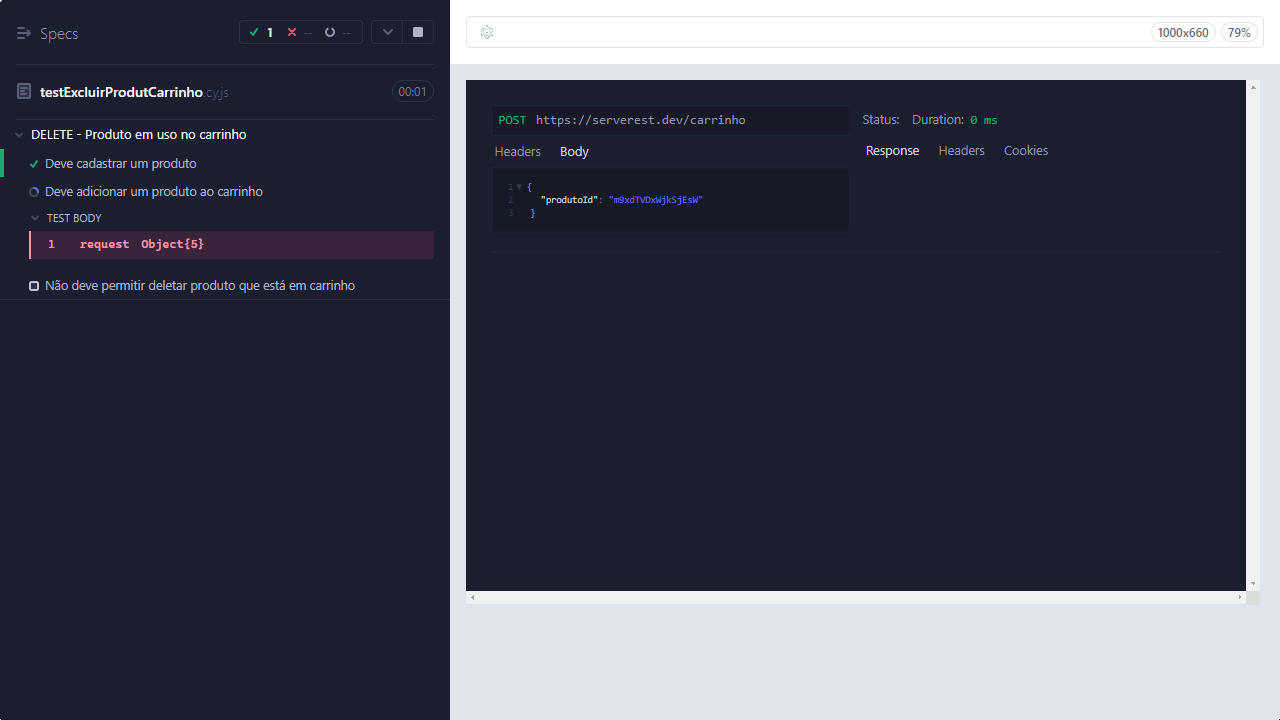 Specs
1 -- --
testExcluirProdutCarrinho.cy.js 00:01
DELETE - Produto em uso no carrinho
Deve cadastrar um produto
Deve adicionar um produto ao carrinho
TEST BODY
1 request Object{5}
Não deve permitir deletar produto que está em carrinho
1000x660 79%
POST https://serverest.dev/carrinho
Headers Body
1 {
2 "produtoId": "m9xdTVDxWjkSjEsW"
3 }
Status: Duration: 0 ms
Response Headers Cookies